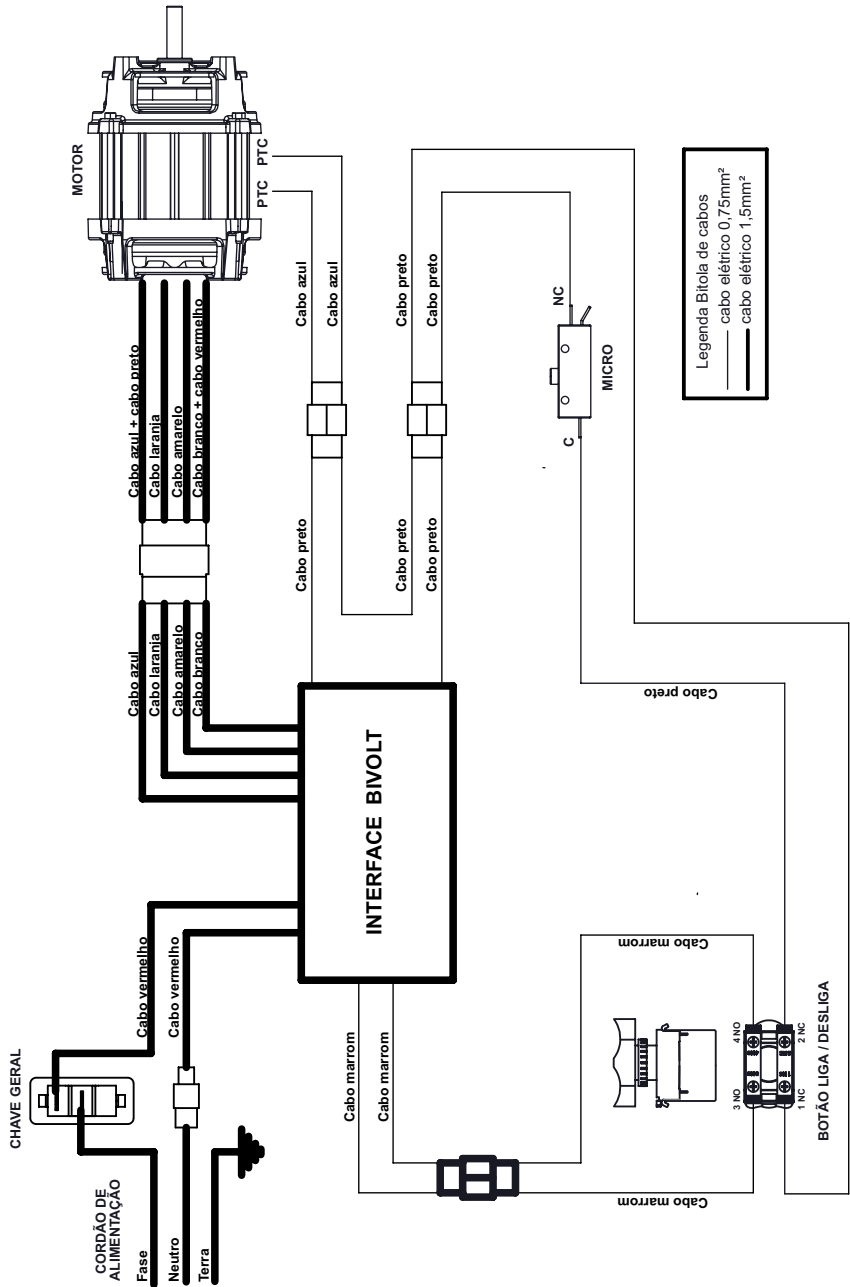 CORDÃO DE
ALIMENTAÇÃO
Fase
Neutro
Terra
CHAVE GERAL
Cabo vermelho
Cabo vermelho
Cabo azul
Cabo laranja
Cabo amarelo
Cabo branco
Cabo azul + cabo preto
Cabo laranja
Cabo amarelo
Cabo branco + cabo vermelho
MOTOR
PTC
PTC
INTERFACE BIVOLT
Cabo marrom
Cabo marrom
Cabo preto
Cabo azul
Cabo azul
Cabo preto
Cabo preto
Cabo preto
Cabo preto
C
NC
MICRO
Cabo marrom
Cabo marrom
Cabo preto
3 NO
4 NO
1 NC
2 NC
BOTÃO LIGA / DESLIGA
Legenda Bitola de cabos
cabo elétrico 0,75mm²
cabo elétrico 1,5mm²